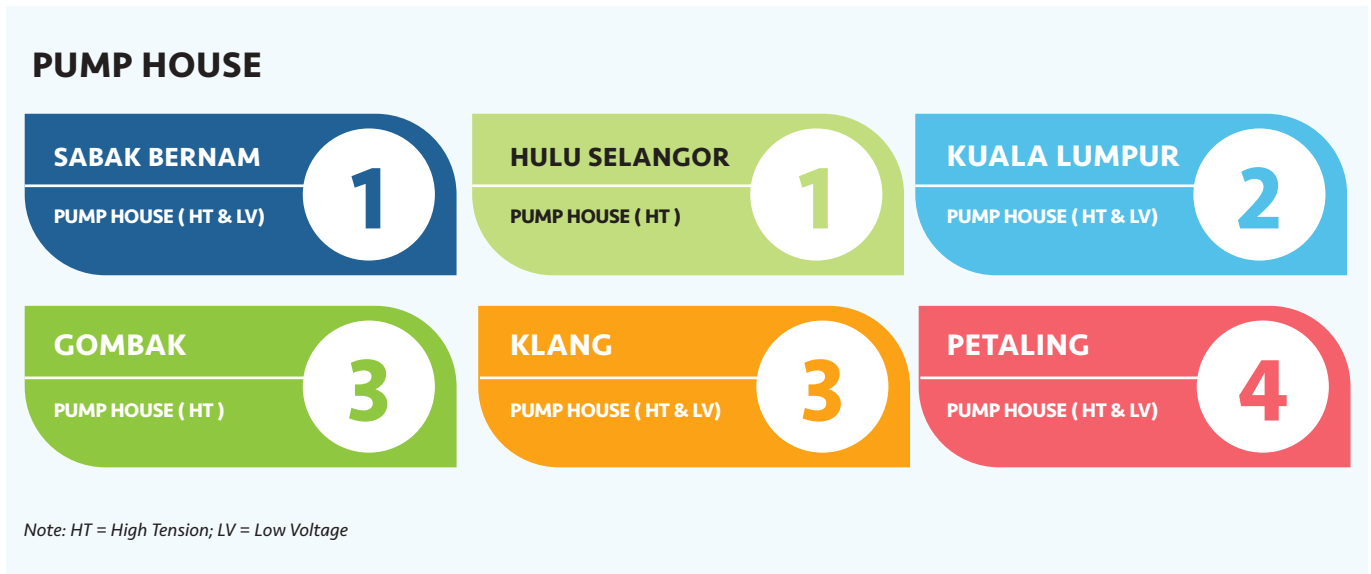 PUMP HOUSE
SABAK BERNAM
PUMP HOUSE ( HT & LV)
1
HULU SELANGOR
PUMP HOUSE ( HT )
1
KUALA LUMPUR
PUMP HOUSE ( HT & LV)
2
GOMBAK
PUMP HOUSE ( HT )
3
KLANG
PUMP HOUSE ( HT & LV)
3
PETALING
PUMP HOUSE ( HT & LV)
4
Note: HT = High Tension; LV = Low Voltage